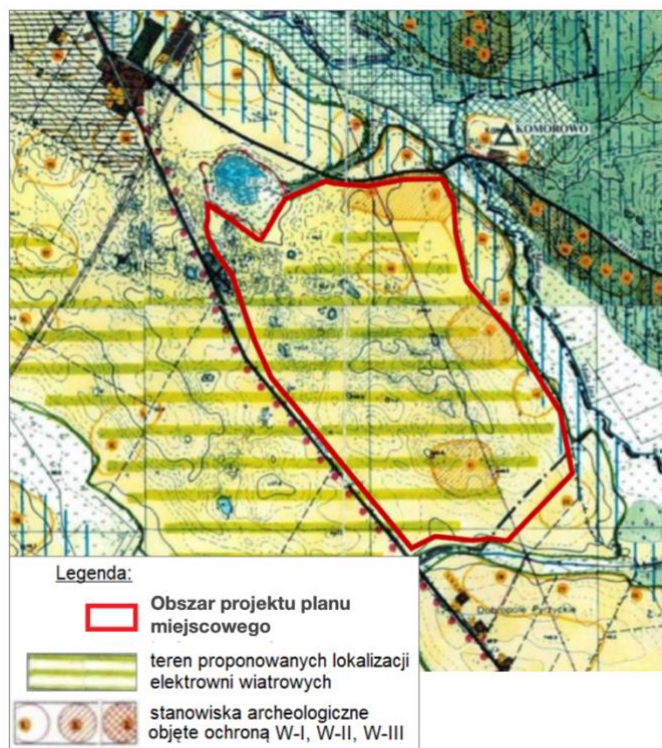 KOMOROWO
Dobropole Pyrzyckie
Legenda:
Obszar projektu planu
miejscowego
teren proponowanych lokalizacji
elektrowni wiatrowych
stanowiska archeologiczne
objęte ochroną W-I, W-II, W-III